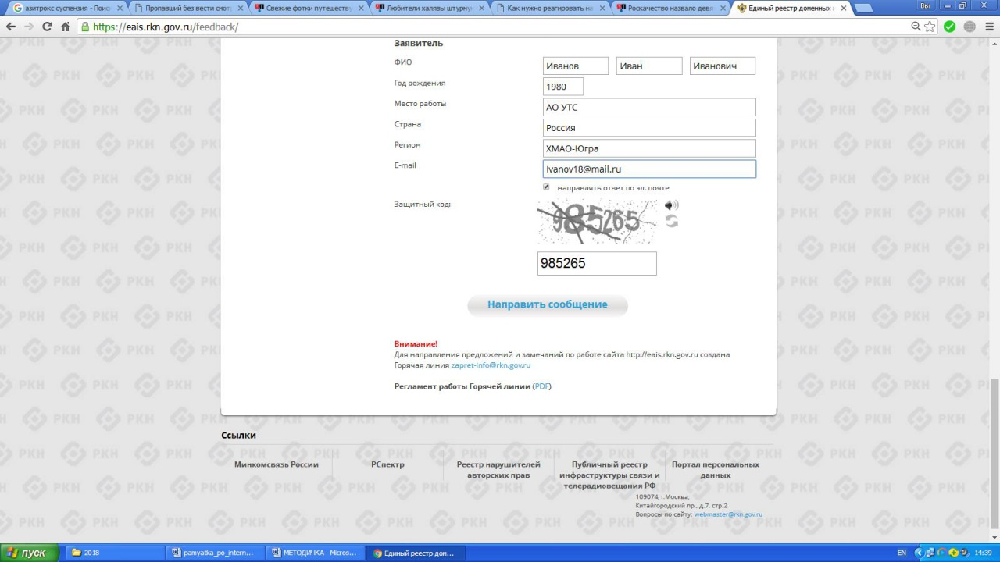 азитрокс суспензия - Поис
Пропавший без вести скот
Свежие фотки путешеству
Любители халявы штурму
Как нужно реагировать на
Роскачество назвало девя
Единый реестр доменных и
Вы
https://eais.rkn.gov.ru/feedback/
Заявитель
ФИО Иванов Иван Иванович
Год рождения 1980
Место работы АО УТС
Страна Россия
Регион ХМАО-Югра
E-mail ivanov18@mail.ru
направлять ответ по эл. почте
Защитный код: 985265
985265
Направить сообщение
Внимание!
Для направления предложений и замечаний по работе сайта http://eais.rkn.gov.ru создана
Горячая линия zapret-info@rkn.gov.ru
Регламент работы Горячей линии (PDF)
РКН
Ссылки
Минкомсвязь России
РСпектр
Реестр нарушителей
авторских прав
Публичный реестр
инфраструктуры связи и
телерадиовещания РФ
Портал персональных
данных
109074, г.Москва,
Китайгородский пр., д.7, стр.2
Вопросы по сайту: webmaster@rkn.gov.ru
пуск
2018
pamyatka_po_intern...
МЕТОДИЧКА - Micros...
Единый реестр дом...
EN
14:39